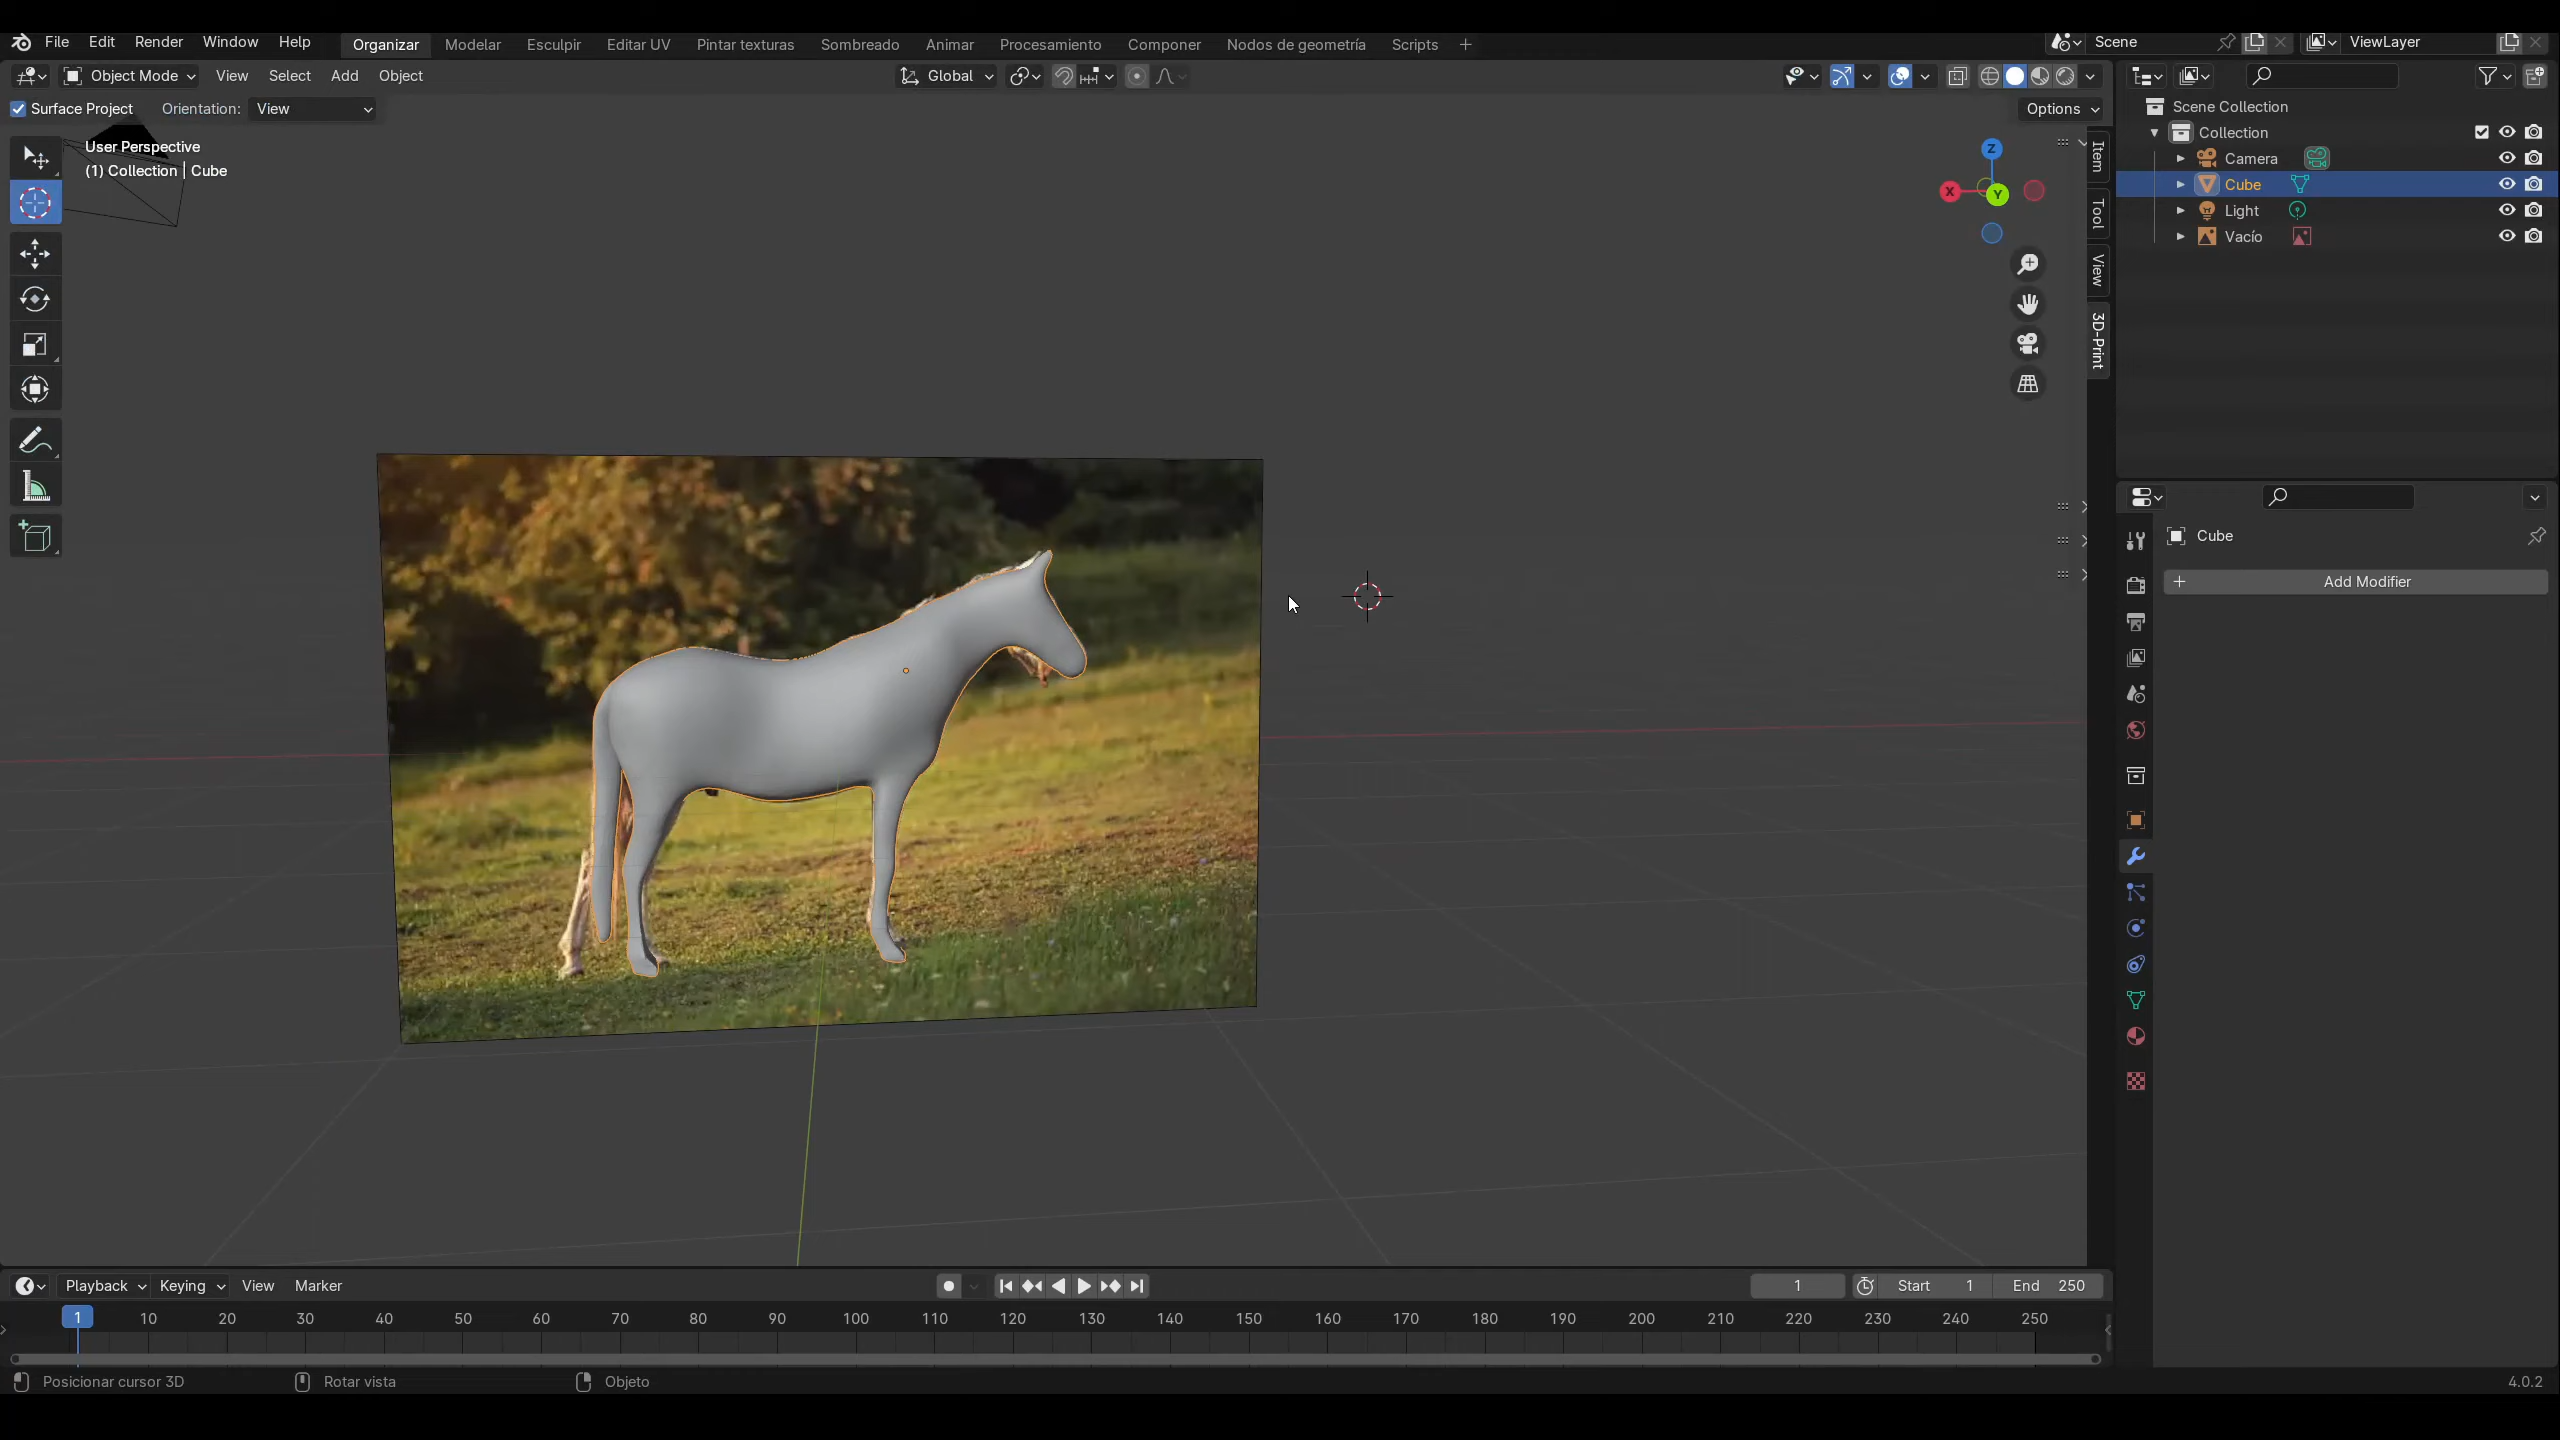 File Edit Render Window Help Organizar Modelar Esculpir Editar UV Pintar texturas Sombreado Animar Procesamiento Componer Nodos de geometría Scripts + Scene ViewLayer
Object Mode View Select Add Object Global
Surface Project Orientation: View Options
User Perspective
(1) Collection | Cube
Z
X
Y
Item
Tool
View
3D-Print
Scene Collection
Collection
Camera
Cube
Light
Vacío
Cube
+ Add Modifier
Playback Keying View Marker 1 Start 1 End 250
1 10 20 30 40 50 60 70 80 90 100 110 120 130 140 150 160 170 180 190 200 210 220 230 240 250
Posicionar cursor 3D Rotar vista Objeto 4.0.2